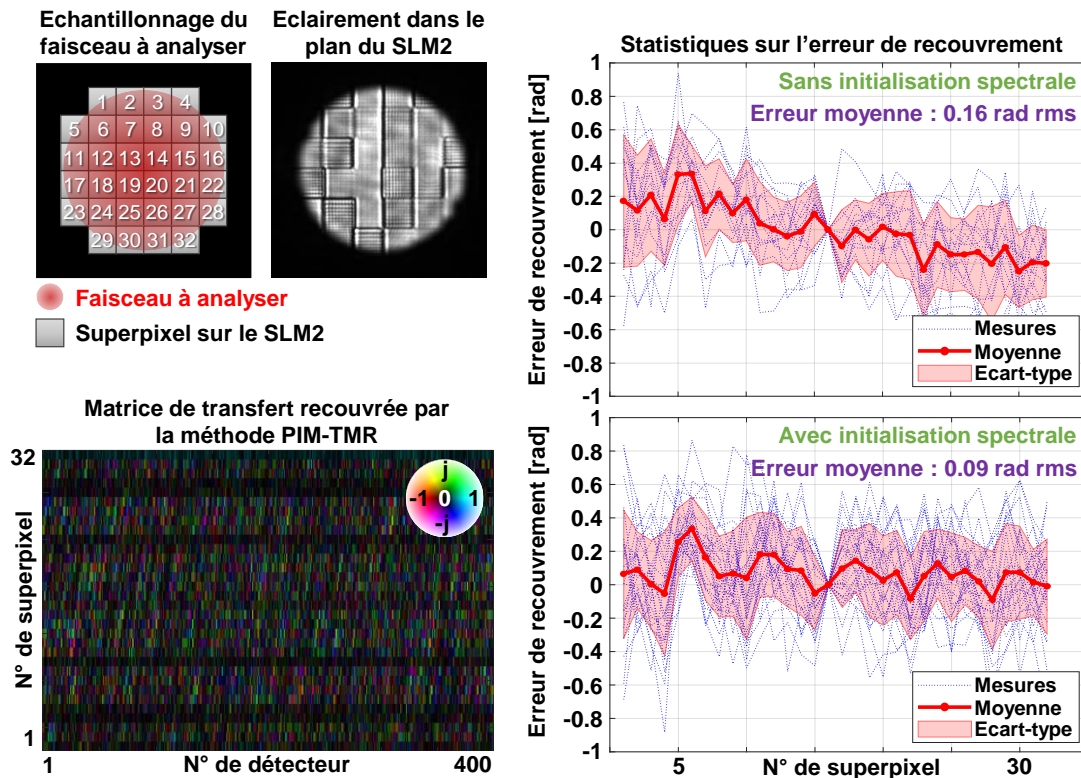 Echantillonnage du
faisceau à analyser
Eclairement dans le
plan du SLM2
1 2 3 4
5 6 7 8 9 10
11 12 13 14 15 16
17 18 19 20 21 22
23 24 25 26 27 28
29 30 31 32
Faisceau à analyser
Superpixel sur le SLM2
Matrice de transfert recouvrée par
la méthode PIM-TMR
32
N° de superpixel
1
j
-1 0 1
-j
1 N° de détecteur 400
Statistiques sur l'erreur de recouvrement
Erreur de recouvrement [rad]
1
0.8
0.6
0.4
0.2
0
-0.2
-0.4
-0.6
-0.8
-1
Sans initialisation spectrale
Erreur moyenne : 0.16 rad rms
Mesures
Moyenne
Ecart-type
Erreur de recouvrement [rad]
1
0.8
0.6
0.4
0.2
0
-0.2
-0.4
-0.6
-0.8
-1
Avec initialisation spectrale
Erreur moyenne : 0.09 rad rms
Mesures
Moyenne
Ecart-type
5 N° de superpixel 30